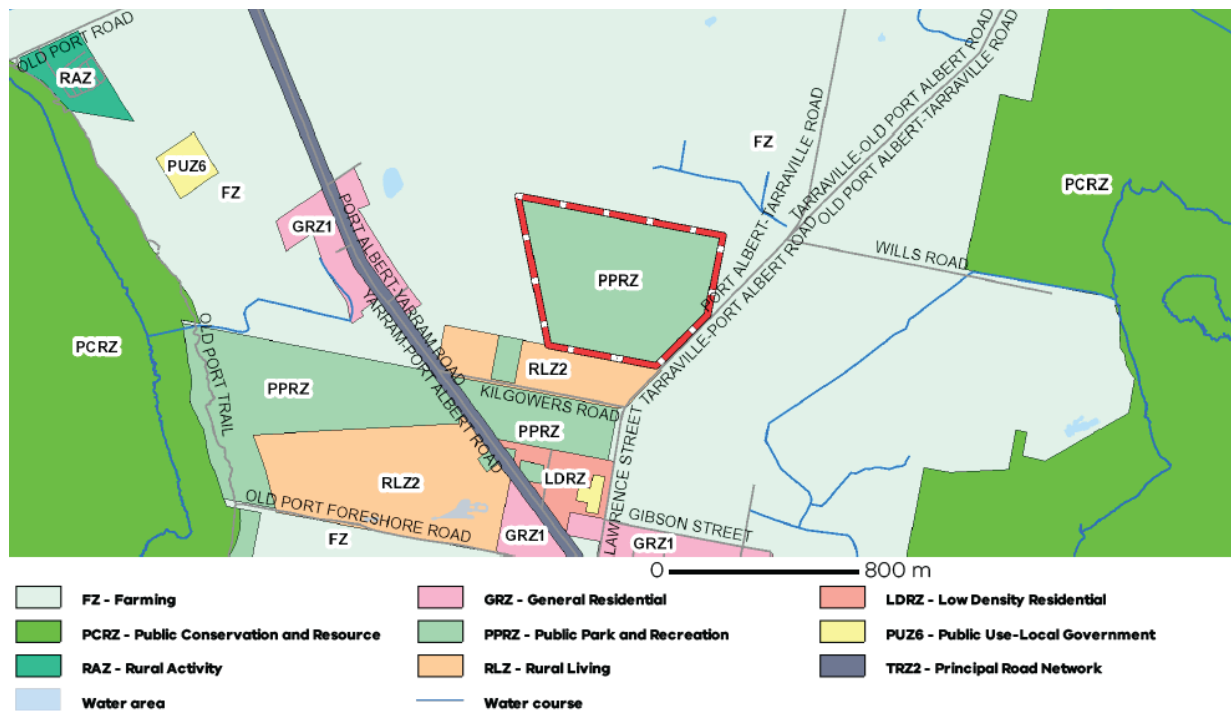 OLD PORT ROAD
RAZ
PUZ6
FZ
GRZ1
PORT ALBERT-YARRAM ROAD
YARRAM-PORT ALBERT ROAD
FZ
PORT ALBERT-TARRAVILLE ROAD
TARRAVILLE-OLD PORT ALBERT ROAD
OLD PORT ALBERT-TARRAVILLE ROAD
TARRAVILLE-PORT ALBERT ROAD
PCRZ
WILLS ROAD
PPRZ
PCRZ
OLD PORT TRAIL
PPRZ
RLZ2
KILGOWERS ROAD
PPRZ
LAWRENCE STREET
RLZ2
LDRZ
OLD PORT FORESHORE ROAD
FZ
GRZ1
GIBSON STREET
GRZ1
0 800 m
FZ - Farming
GRZ - General Residential
LDRZ - Low Density Residential
PCRZ - Public Conservation and Resource
PPRZ - Public Park and Recreation
PUZ6 - Public Use-Local Government
RAZ - Rural Activity
RLZ - Rural Living
TRZ2 - Principal Road Network
Water area
Water course